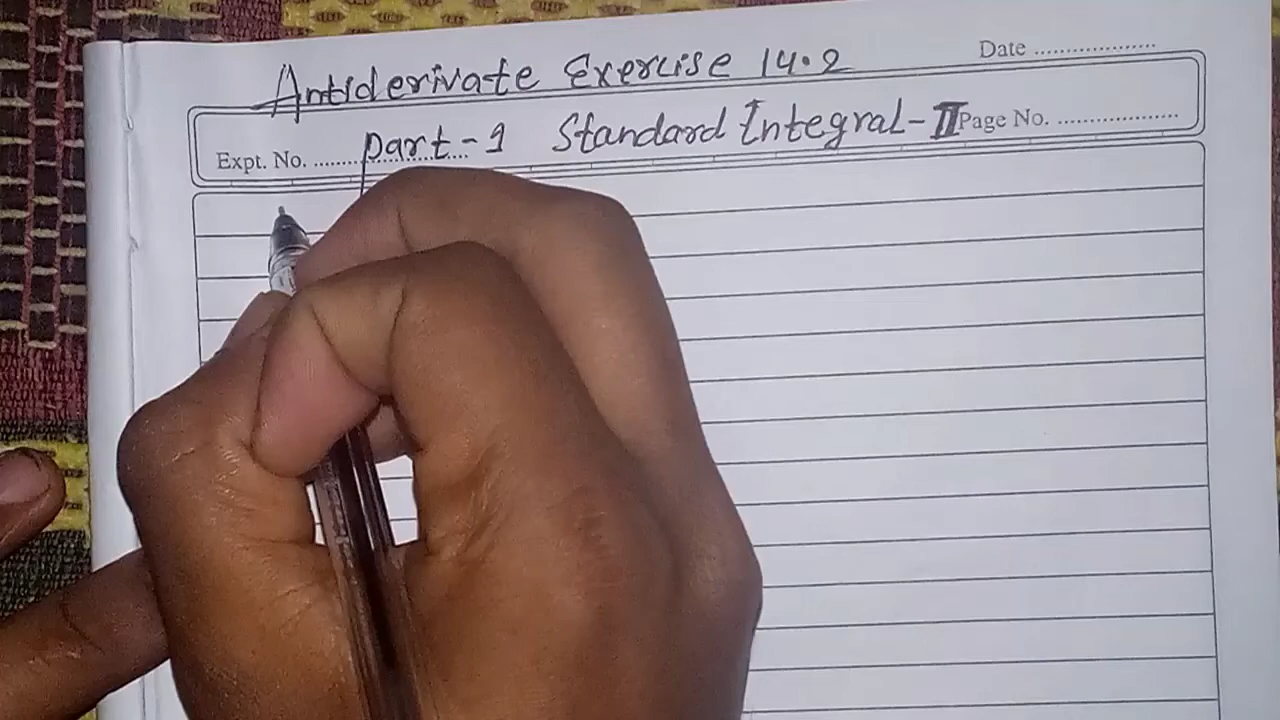 Antiderivate Exercise 14.2
Date ....................
Expt. No. .......... part - 1 Standard Integral - II Page No. ....................